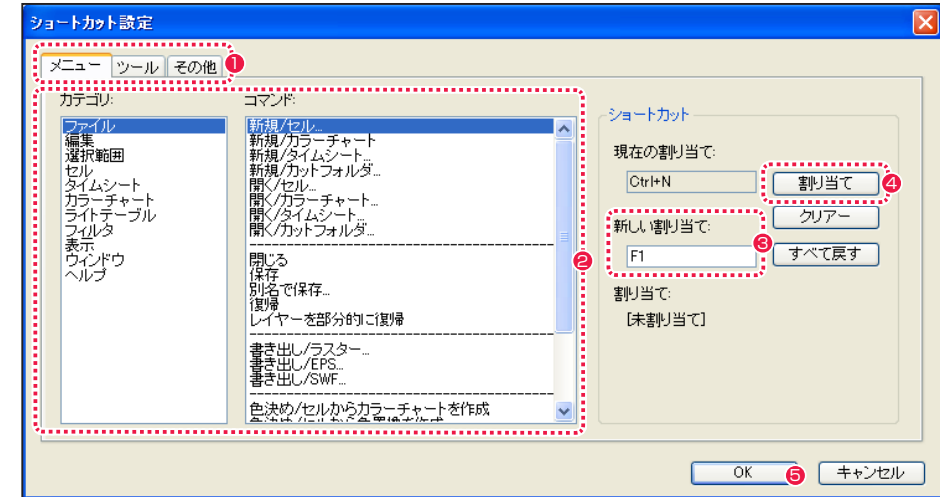 ショートカット設定
メニュー ツール その他 1
カテゴリ:
ファイル
編集
選択範囲
セル
タイムシート
カラーチャート
ライトテーブル
フィルタ
表示
ウィンドウ
ヘルプ
コマンド:
新規/セル...
新規/カラーチャート
新規/タイムシート...
新規/カットフォルダ...
開く/セル...
開く/カラーチャート...
開く/タイムシート...
開く/カットフォルダ...
閉じる
保存
別名で保存...
復帰
レイヤーを部分的に復帰
書き出し/ラスター...
書き出し/EPS...
書き出し/SWF...
色決め/セルからカラーチャートを作成
2
ショートカット
現在の割り当て:
Ctrl+N
割り当て 4
クリアー
新しい割り当て:
3
F1
すべて戻す
割り当て:
[未割り当て]
OK 5
キャンセル